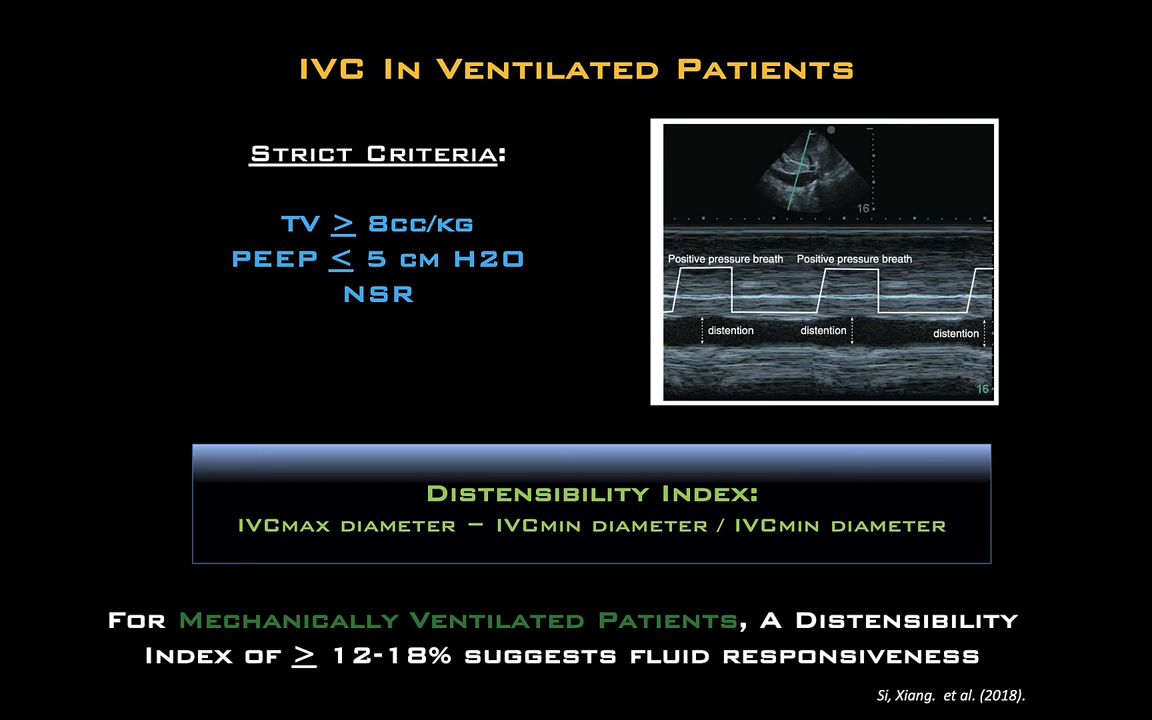 IVC In Ventilated Patients
Strict Criteria:
TV ≥ 8cc/kg
PEEP ≤ 5 cm H2O
NSR
16
Positive pressure breath Positive pressure breath
distention distention distention
16
Distensibility Index:
IVCmax diameter – IVCmin diameter / IVCmin diameter
For Mechanically Ventilated Patients, A Distensibility
Index of ≥ 12-18% suggests fluid responsiveness
Si, Xiang. et al. (2018).